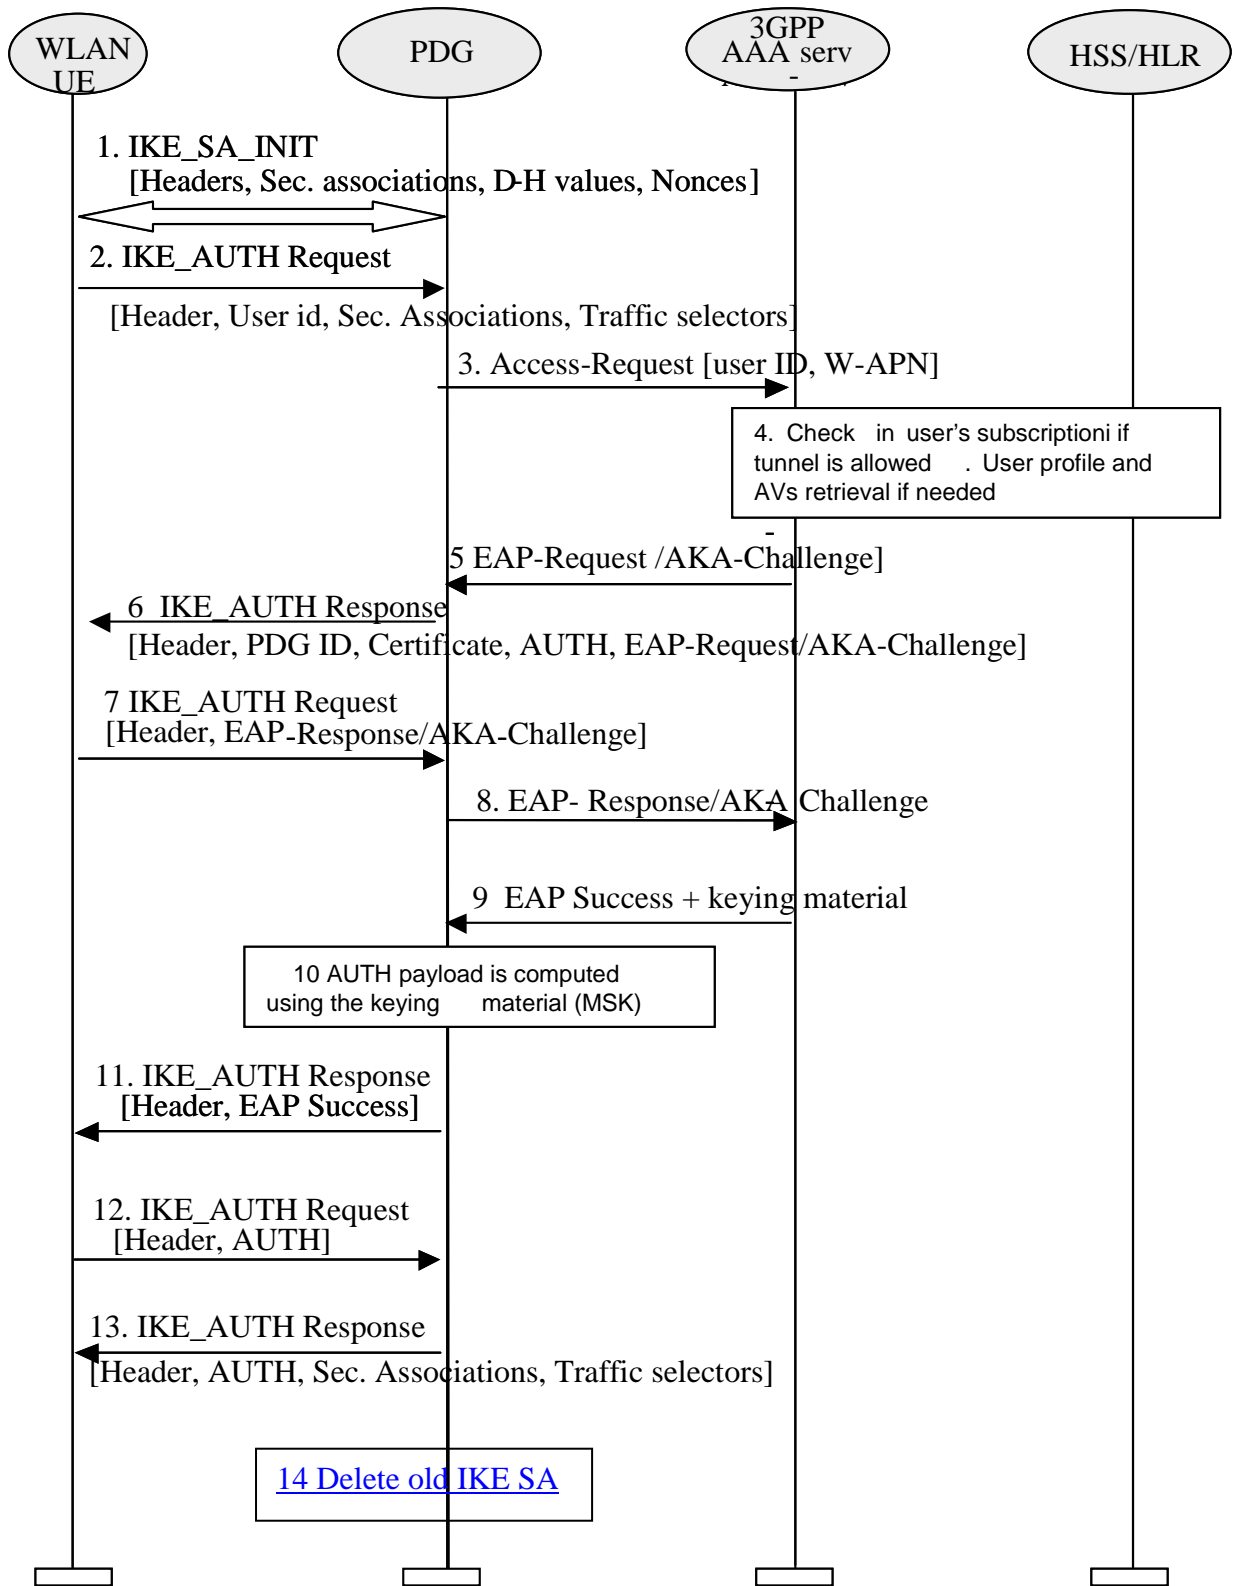 WLAN
UE
PDG
3GPP
AAA serv
-
HSS/HLR
1. IKE_SA_INIT
[Headers, Sec. associations, D-H values, Nonces]
2. IKE_AUTH Request
[Header, User id, Sec. Associations, Traffic selectors]
3. Access-Request [user ID, W-APN]
4. Check in user's subscriptioni if
tunnel is allowed . User profile and
AVs retrieval if needed
-
5 EAP-Request /AKA-Challenge]
6 IKE_AUTH Response
[Header, PDG ID, Certificate, AUTH, EAP-Request/AKA-Challenge]
7 IKE_AUTH Request
[Header, EAP-Response/AKA-Challenge]
8. EAP- Response/AKA- Challenge
9 EAP Success + keying material
10 AUTH payload is computed
using the keying material (MSK)
11. IKE_AUTH Response
[Header, EAP Success]
12. IKE_AUTH Request
[Header, AUTH]
13. IKE_AUTH Response
[Header, AUTH, Sec. Associations, Traffic selectors]
14 Delete old IKE SA